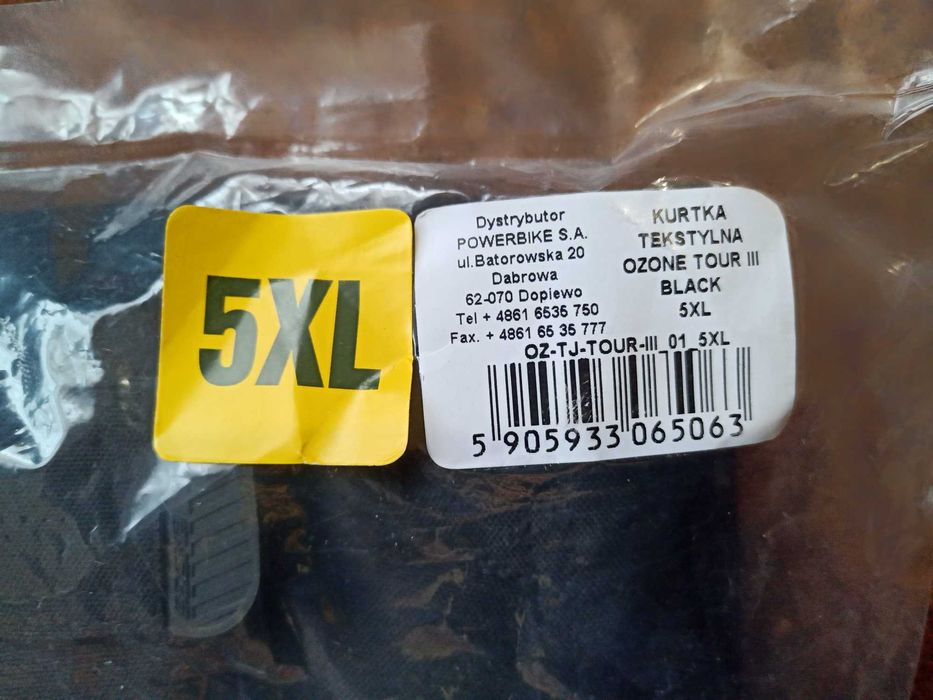 5XL
Dystrybutor
POWERBIKE S.A.
ul.Batorowska 20
Dabrowa
62-070 Dopiewo
Tel + 4861 6535 750
Fax. + 4861 65 35 777
KURTKA
TEKSTYLNA
OZONE TOUR III
BLACK
5XL
OZ-TJ-TOUR-III_01_5XL
5 905933 065063